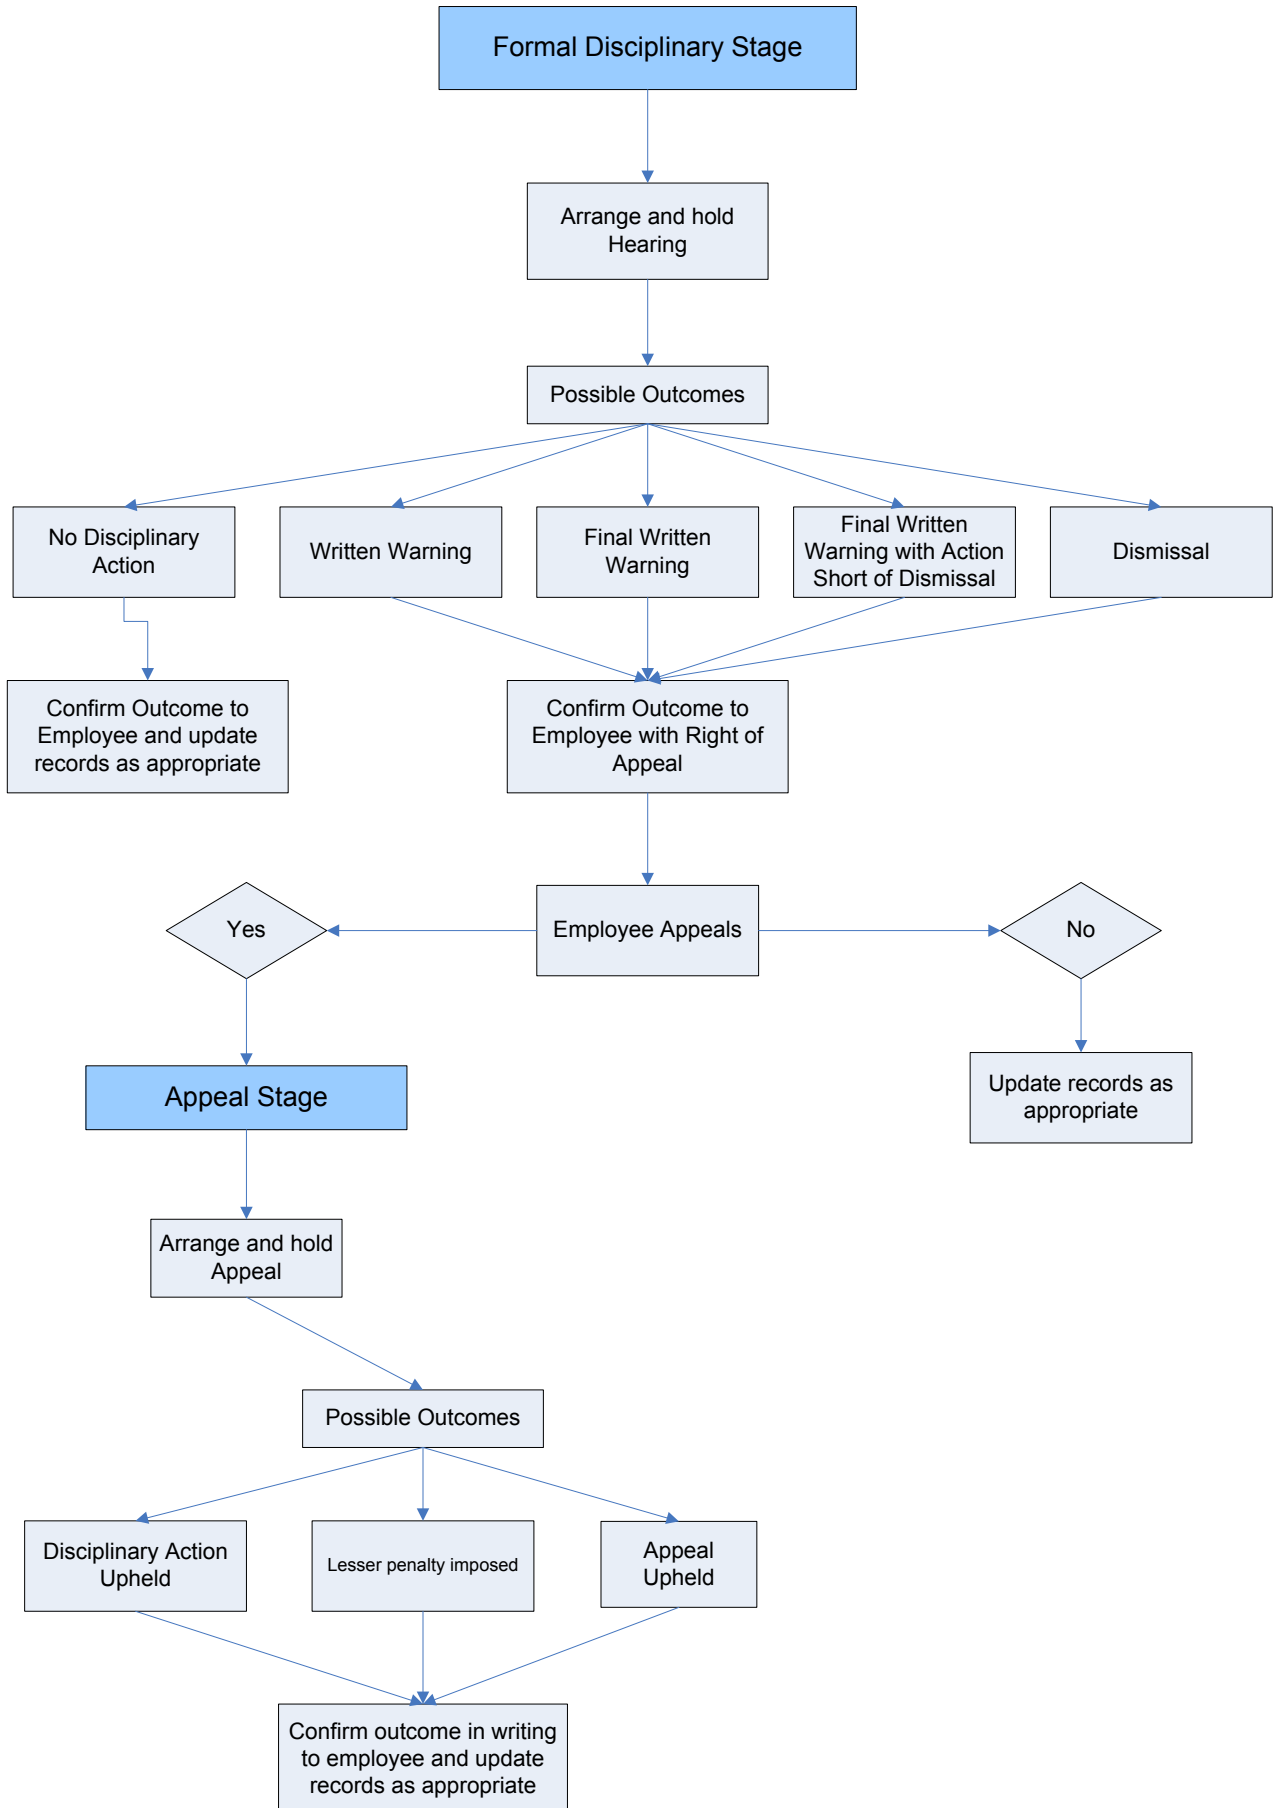 Formal Disciplinary Stage
Arrange and hold
Hearing
Possible Outcomes
No Disciplinary
Action
Written Warning
Final Written
Warning
Final Written
Warning with Action
Short of Dismissal
Dismissal
Confirm Outcome to
Employee and update
records as appropriate
Confirm Outcome to
Employee with Right of
Appeal
Yes
Employee Appeals
No
Appeal Stage
Update records as
appropriate
Arrange and hold
Appeal
Possible Outcomes
Disciplinary Action
Upheld
Lesser penalty imposed
Appeal
Upheld
Confirm outcome in writing
to employee and update
records as appropriate